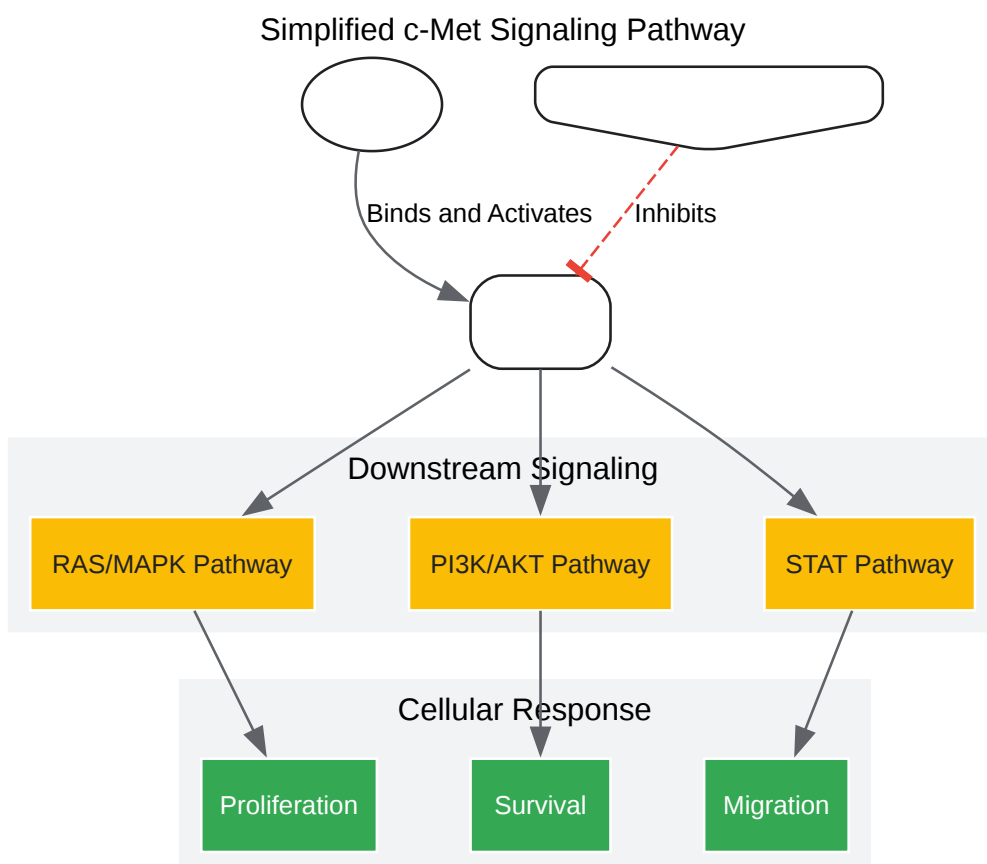 Simplified c-Met Signaling Pathway
Binds and Activates
Inhibits
Downstream Signaling
RAS/MAPK Pathway
PI3K/AKT Pathway
STAT Pathway
Cellular Response
Proliferation
Survival
Migration